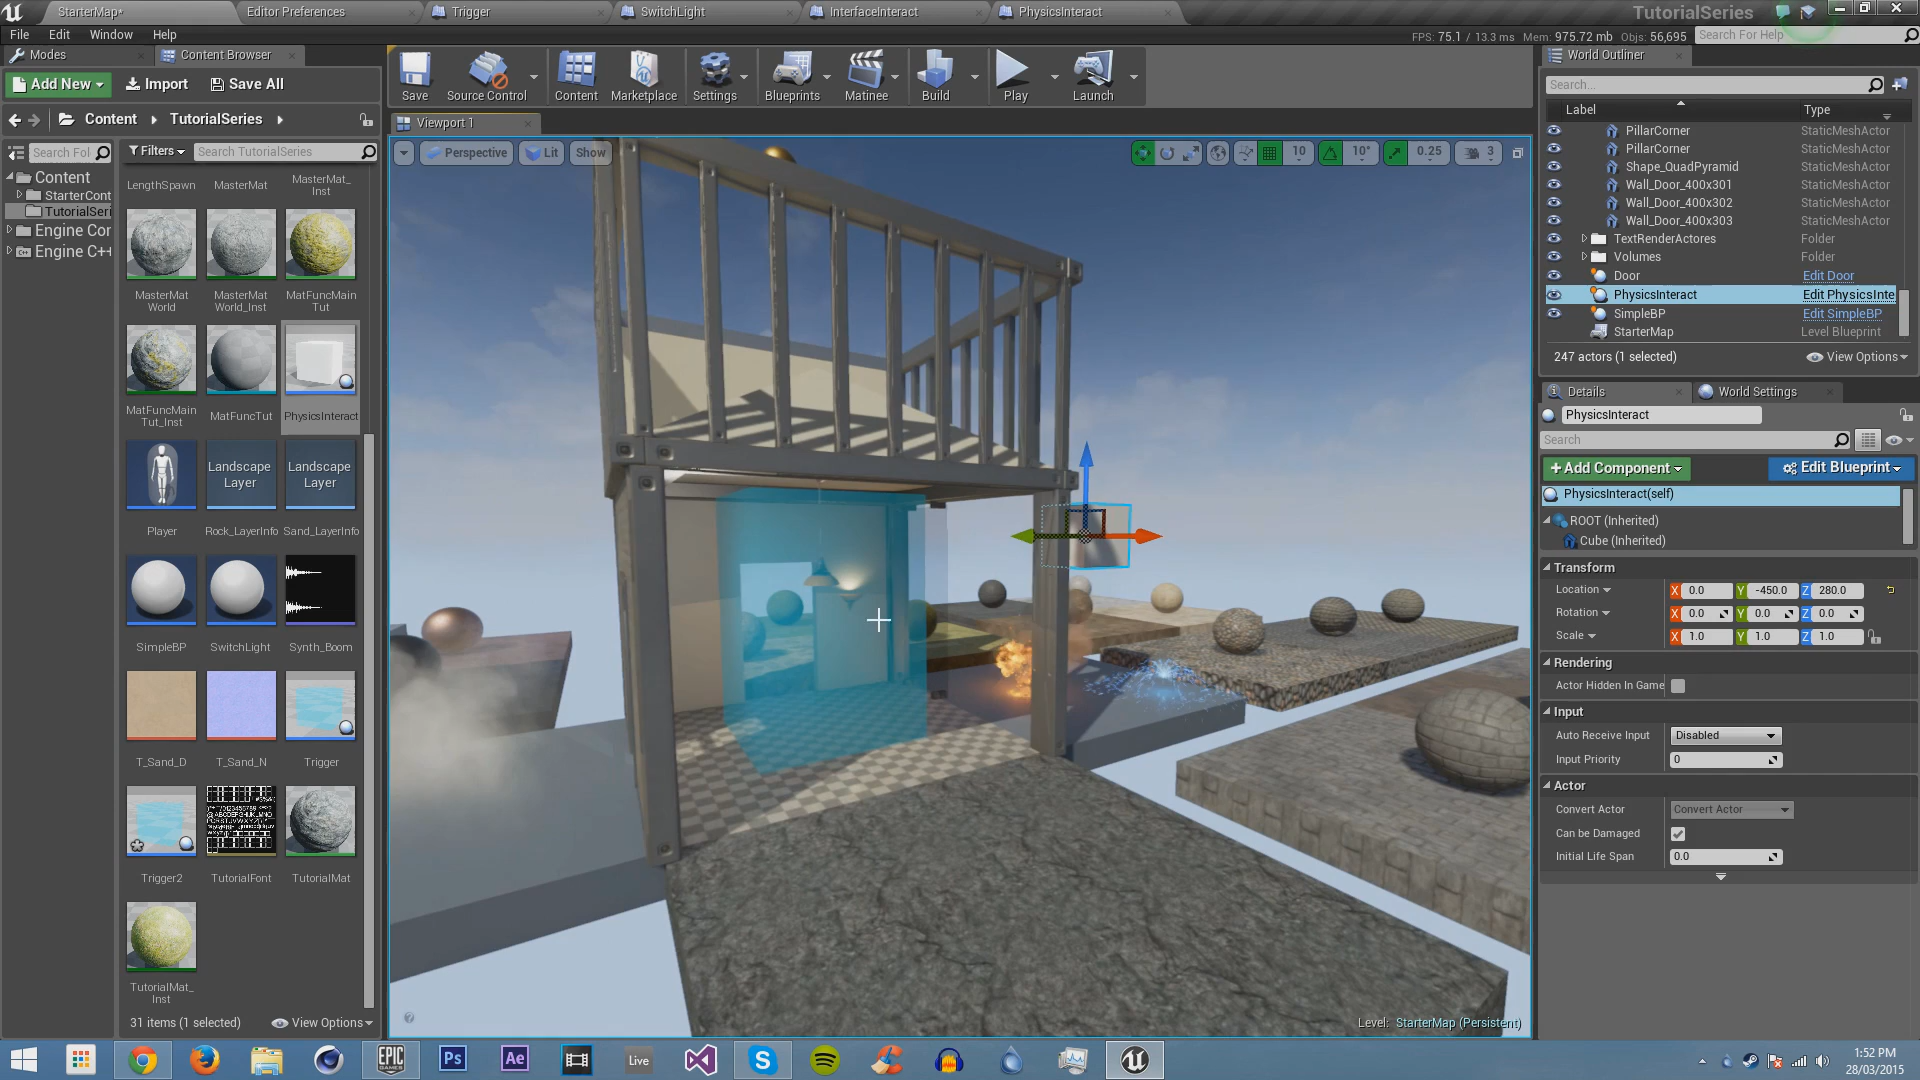 StarterMap*
Editor Preferences
Trigger
SwitchLight
InterfaceInteract
PhysicsInteract
TutorialSeries
File Edit Window Help
FPS: 75.1 / 13.3 ms Mem: 975.72 mb Objs: 56,695
Search For Help
Modes
Content Browser
Add New
Import
Save All
Content
TutorialSeries
Search Fol
Filters
Search TutorialSeries
Content
StarterCont
TutorialSeri
Engine Cor
Engine C++
LengthSpawn
MasterMat
MasterMat_
Inst
MasterMat
World
MasterMat
World_Inst
MatFuncMain
Tut
MatFuncMain
Tut_Inst
MatFuncTut
PhysicsInteract
Landscape
Layer
Landscape
Layer
Player
Rock_LayerInfo
Sand_LayerInfo
SimpleBP
SwitchLight
Synth_Boom
T_Sand_D
T_Sand_N
Trigger
Trigger2
TutorialFont
TutorialMat
TutorialMat_
Inst
31 items (1 selected)
View Options
Save
Source Control
Content
Marketplace
Settings
Blueprints
Matinee
Build
Play
Launch
Viewport 1
Perspective
Lit
Show
10
10°
0.25
3
Level: StarterMap (Persistent)
World Outliner
Search...
Label
Type
PillarCorner StaticMeshActor
PillarCorner StaticMeshActor
Shape_QuadPyramid StaticMeshActor
Wall_Door_400x301 StaticMeshActor
Wall_Door_400x302 StaticMeshActor
Wall_Door_400x303 StaticMeshActor
TextRenderActores Folder
Volumes Folder
Door Edit Door
PhysicsInteract Edit PhysicsInte
SimpleBP Edit SimpleBP
StarterMap Level Blueprint
247 actors (1 selected)
View Options
Details
World Settings
PhysicsInteract
Search
+Add Component
Edit Blueprint
PhysicsInteract(self)
ROOT (Inherited)
Cube (Inherited)
Transform
Location X 0.0 Y -450.0 Z 280.0
Rotation X 0.0 Y 0.0 Z 0.0
Scale X 1.0 Y 1.0 Z 1.0
Rendering
Actor Hidden In Game
Input
Auto Receive Input Disabled
Input Priority 0
Actor
Convert Actor Convert Actor
Can be Damaged
Initial Life Span 0.0
EPIC
GAMES
Ps
Ae
Live
1:52 PM
28/03/2015